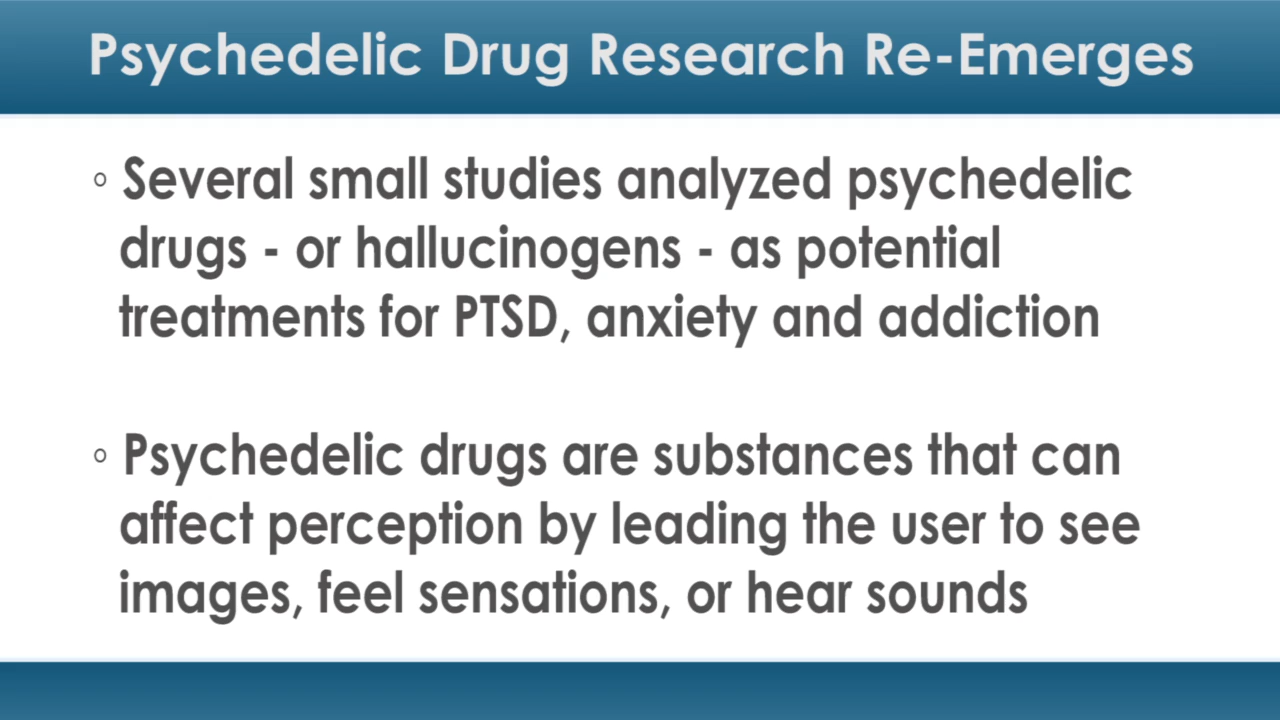 Psychedelic Drug Research Re-Emerges
◦ Several small studies analyzed psychedelic
drugs - or hallucinogens - as potential
treatments for PTSD, anxiety and addiction
◦ Psychedelic drugs are substances that can
affect perception by leading the user to see
images, feel sensations, or hear sounds